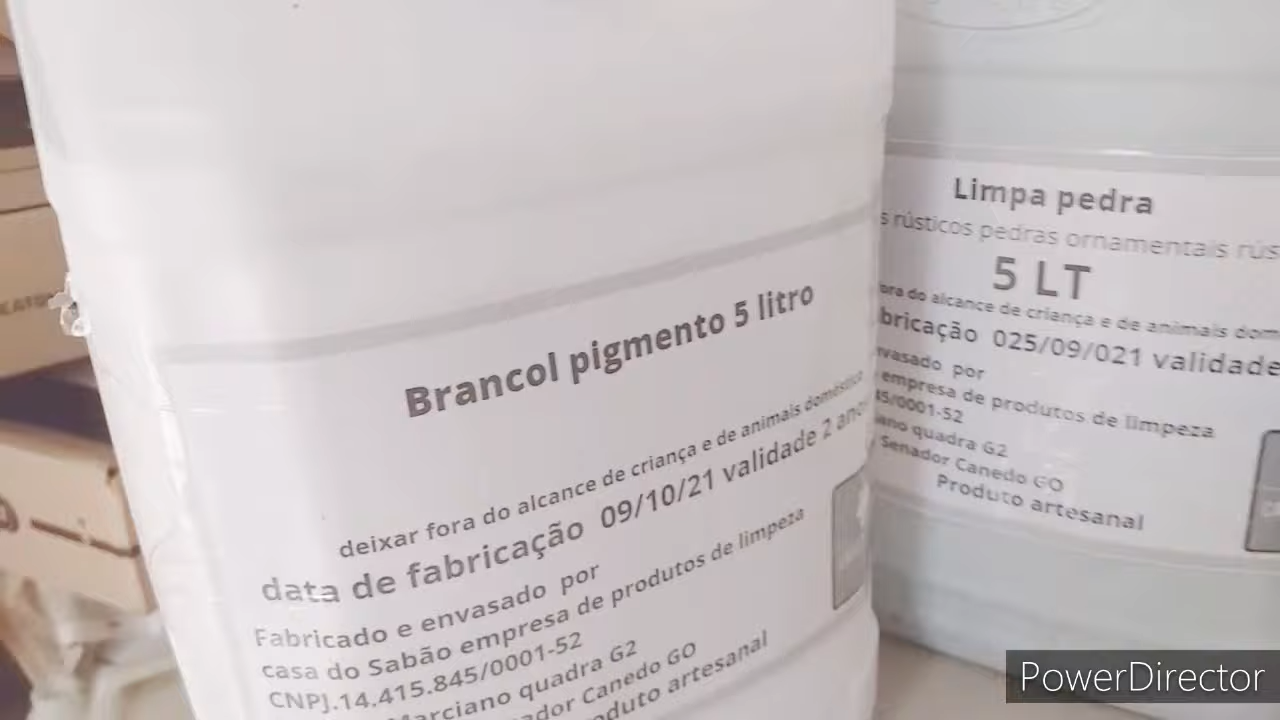 Brancol pigmento 5 litro
deixar fora do alcance de criança e de animais doméstico
data de fabricação 09/10/21 validade 2 anos
Fabricado e envasado por
casa do Sabão empresa de produtos de limpeza
CNPJ.14.415.845/0001-52
Marciano quadra G2
ador Canedo GO
oduto artesanal
Limpa pedra
s rústicos pedras ornamentais rús
5 LT
ora do alcance de criança e de animais dom
bricação 025/09/021 validade
nvasado por
empresa de produtos de limpeza
45/0001-52
ano quadra G2
Senador Canedo GO
Produto artesanal
PowerDirector